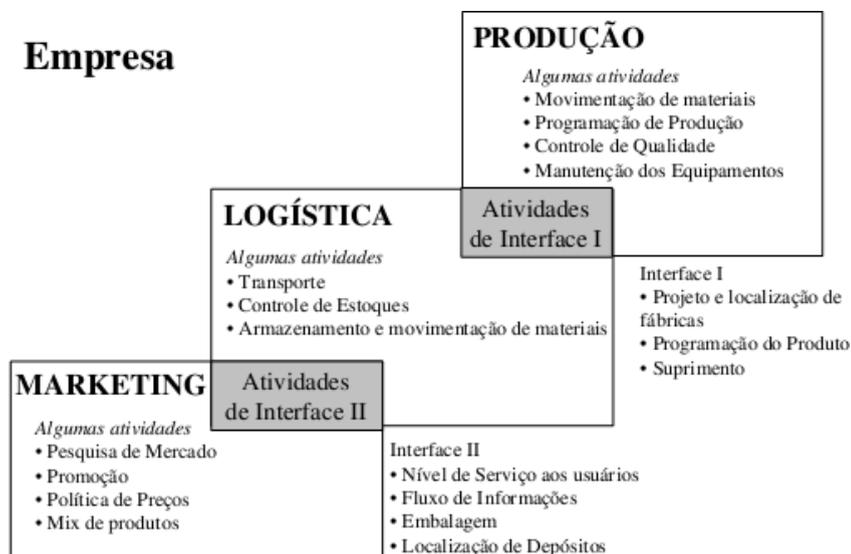 Empresa
PRODUÇÃO
Algumas atividades
• Movimentação de materiais
• Programação de Produção
• Controle de Qualidade
• Manutenção dos Equipamentos
LOGÍSTICA
Algumas atividades
• Transporte
• Controle de Estoques
• Armazenamento e movimentação de materiais
Atividades
de Interface I
Interface I
• Projeto e localização de
fábricas
• Programação do Produto
• Suprimento
MARKETING
Algumas atividades
• Pesquisa de Mercado
• Promoção
• Política de Preços
• Mix de produtos
Atividades
de Interface II
Interface II
• Nível de Serviço aos usuários
• Fluxo de Informações
• Embalagem
• Localização de Depósitos